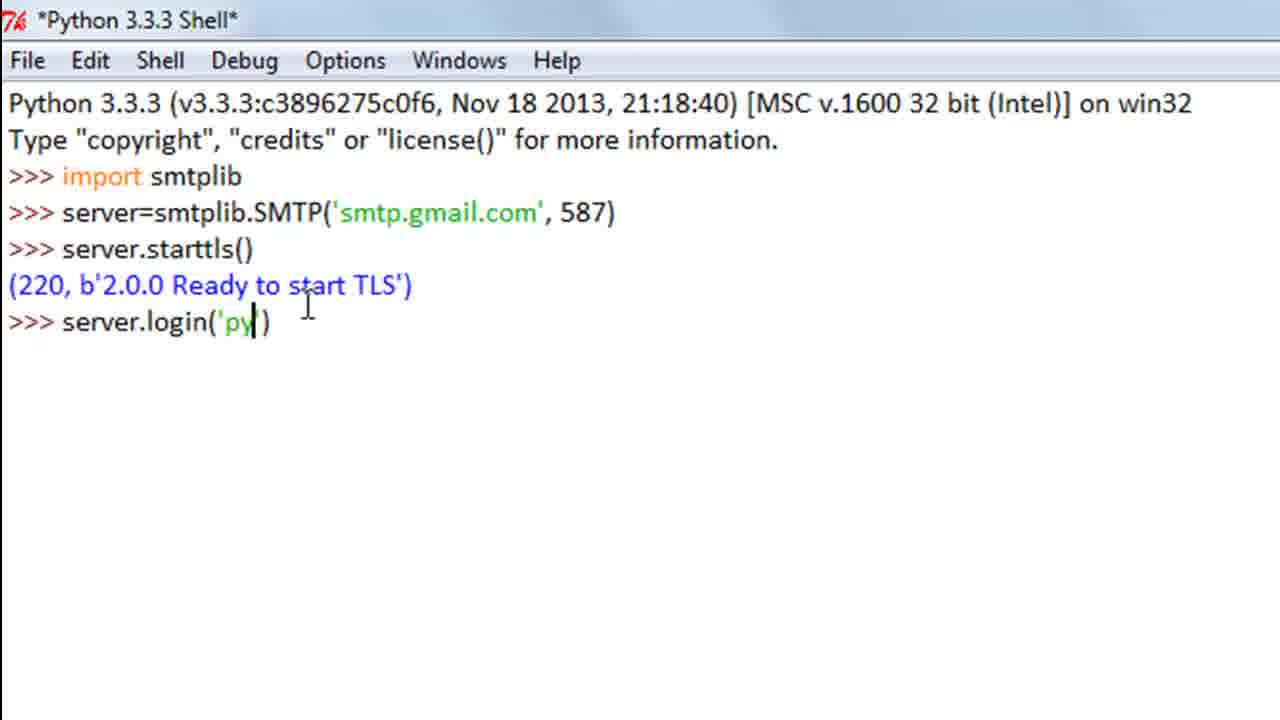 *Python 3.3.3 Shell*
File Edit Shell Debug Options Windows Help
Python 3.3.3 (v3.3.3:c3896275c0f6, Nov 18 2013, 21:18:40) [MSC v.1600 32 bit (Intel)] on win32
Type "copyright", "credits" or "license()" for more information.
>>> import smtplib
>>> server=smtplib.SMTP('smtp.gmail.com', 587)
>>> server.starttls()
(220, b'2.0.0 Ready to start TLS')
>>> server.login('py')